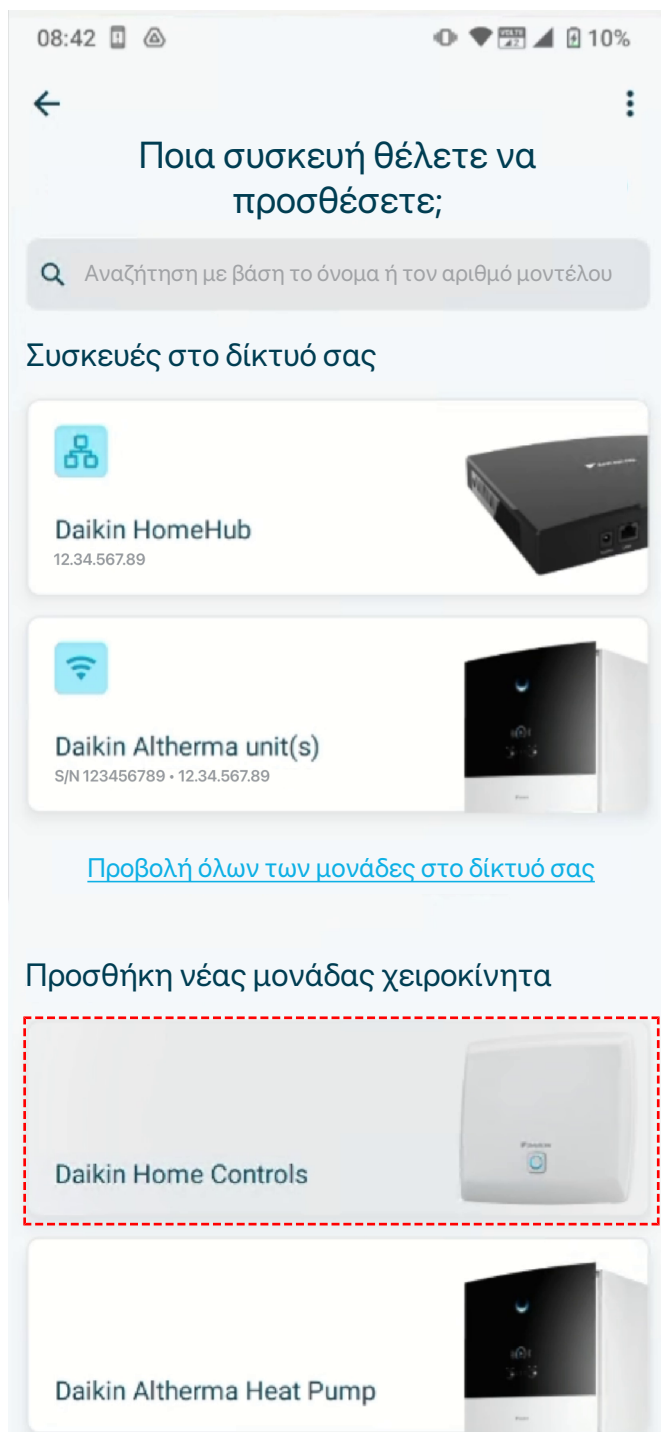 08:42 10%
Ποια συσκευή θέλετε να
προσθέσετε;
Αναζήτηση με βάση το όνομα ή τον αριθμό μοντέλου
Συσκευές στο δίκτυό σας
Daikin HomeHub
12.34.567.89
Daikin Altherma unit(s)
S/N 123456789 • 12.34.567.89
Προβολή όλων των μονάδες στο δίκτυό σας
Προσθήκη νέας μονάδας χειροκίνητα
Daikin Home Controls
Daikin Altherma Heat Pump